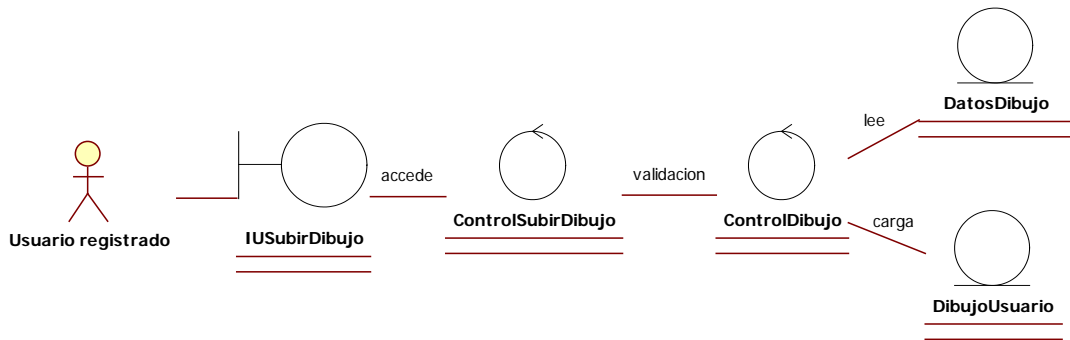 DatosDibujo
lee
accede
validacion
Usuario registrado
IUSubirDibujo
ControlSubirDibujo
ControlDibujo
carga
DibujoUsuario